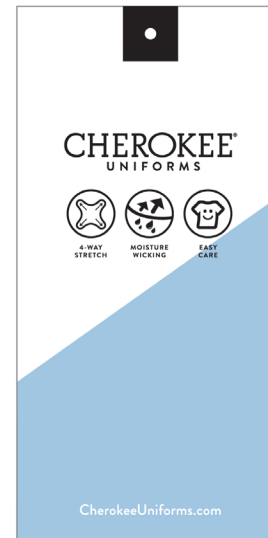 CHEROKEE®
UNIFORMS
4-WAY
STRETCH
MOISTURE
WICKING
EASY
CARE
CherokeeUniforms.com